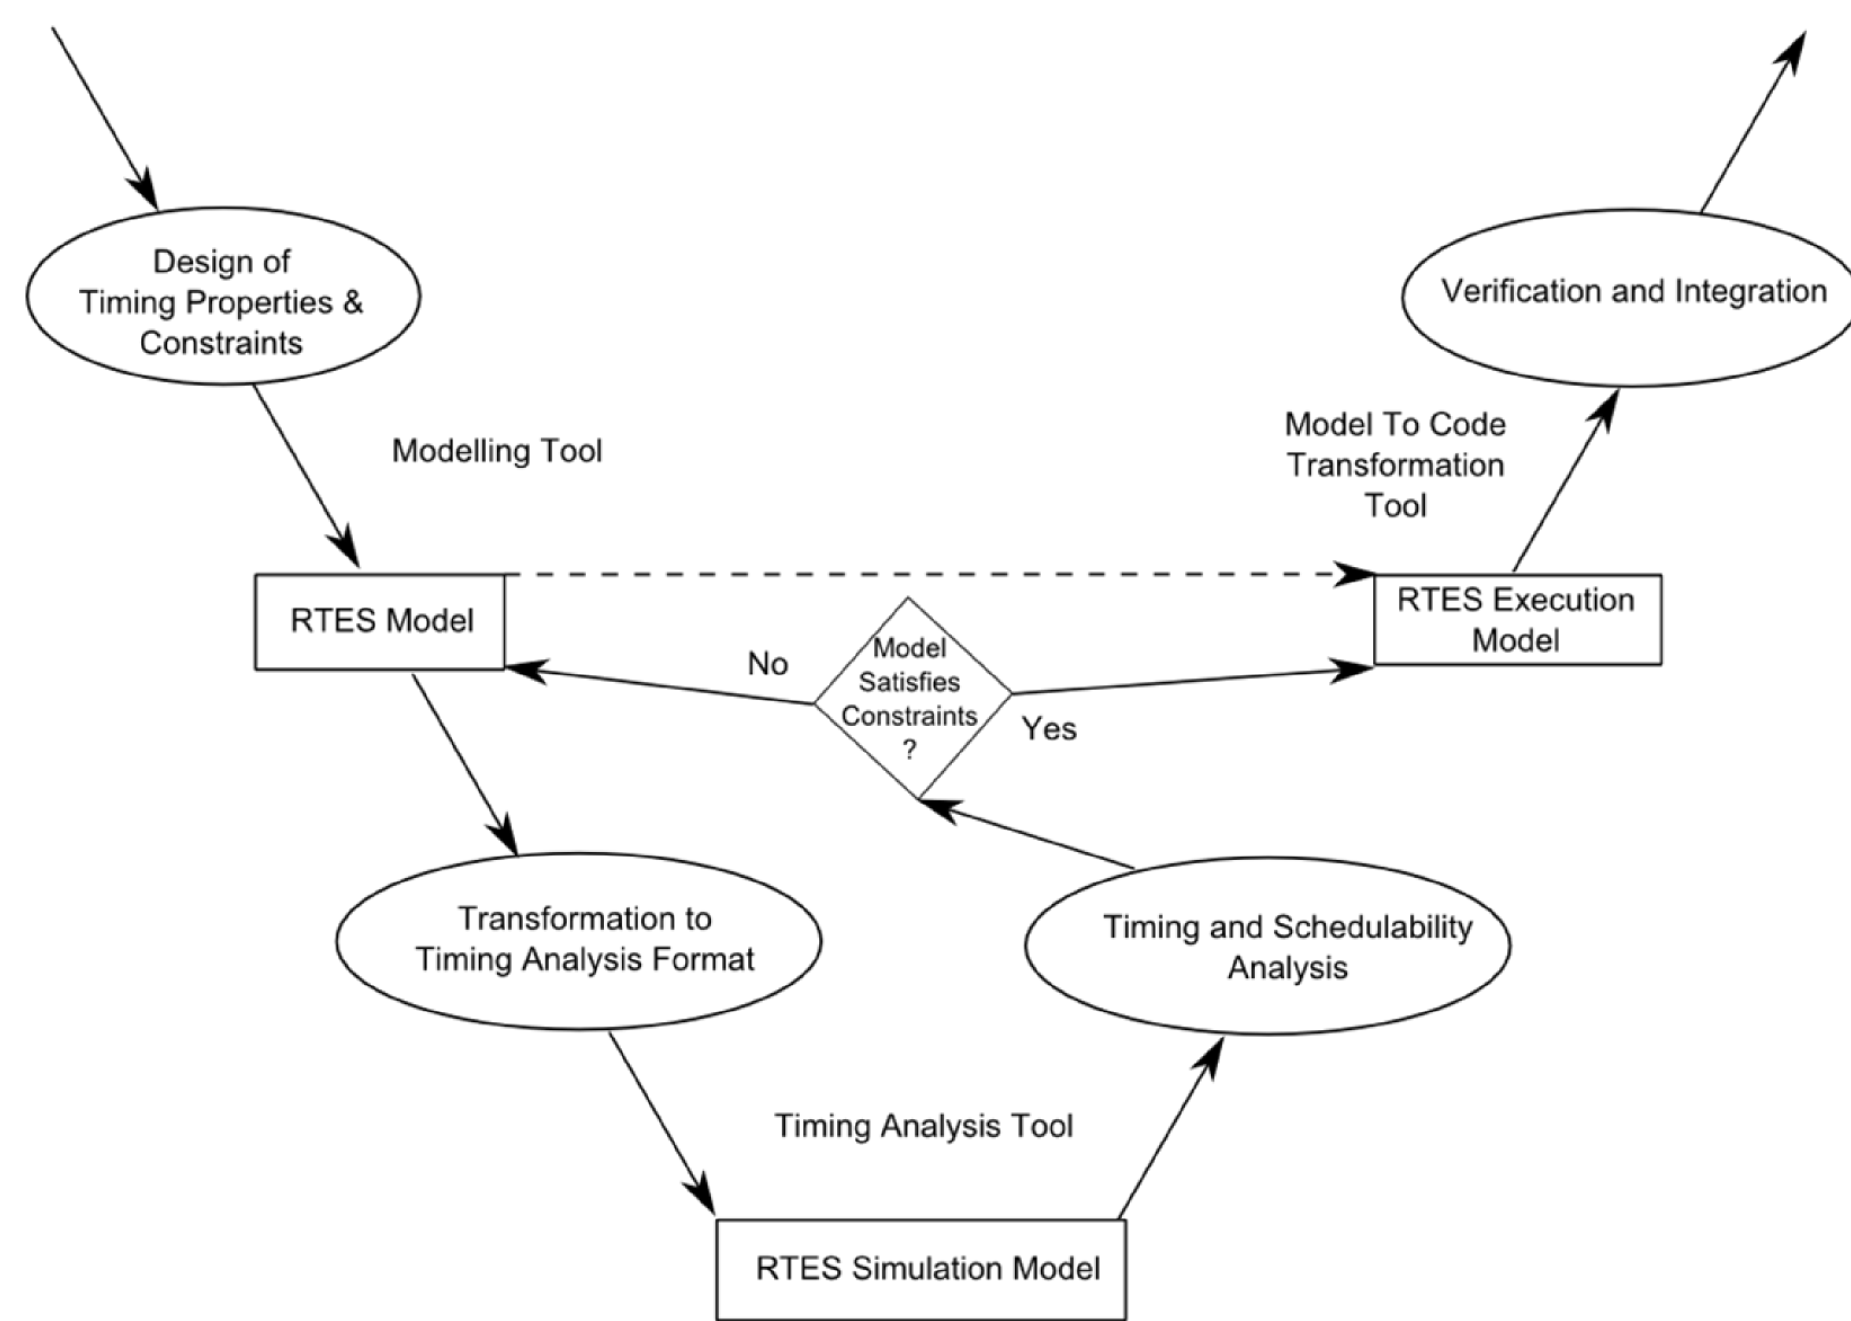 Design of
Timing Properties &
Constraints
Verification and Integration
Modelling Tool
Model To Code
Transformation
Tool
RTES Model
RTES Execution
Model
No
Model
Satisfies
Constraints
?
Yes
Transformation to
Timing Analysis Format
Timing and Schedulability
Analysis
Timing Analysis Tool
RTES Simulation Model